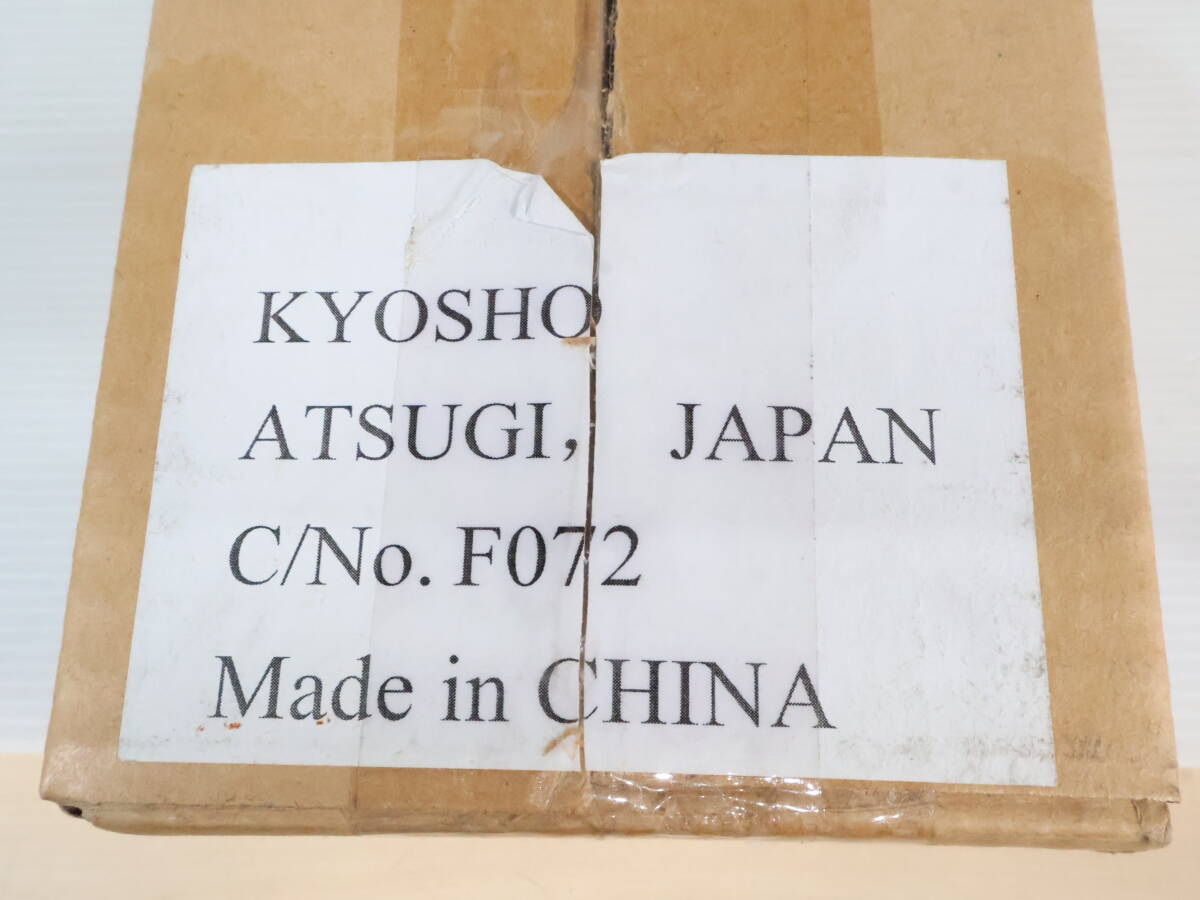 KYOSHO
ATSUGI, JAPAN
C/No. F072
Made in CHINA